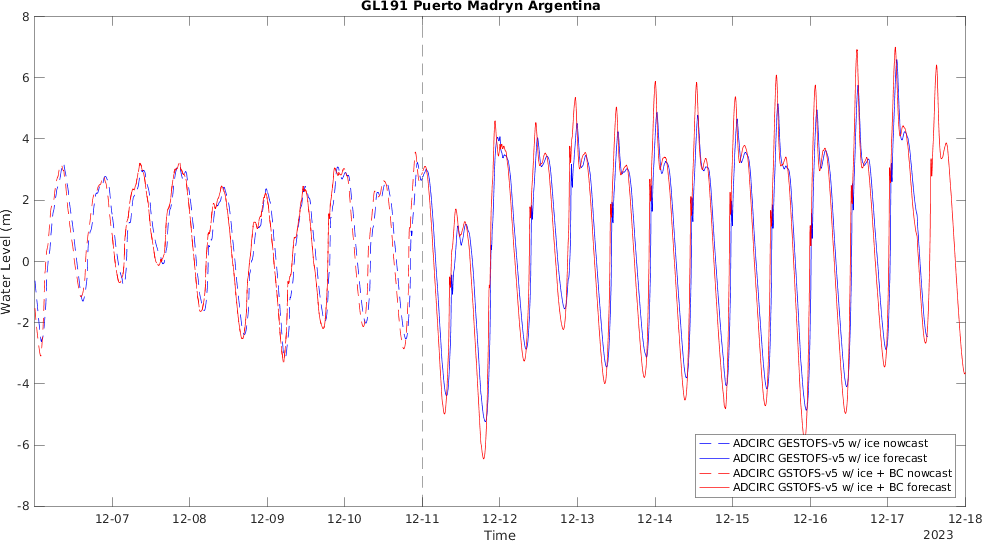 GL191 Puerto Madryn Argentina
8
6
4
2
0
-2
-4
-6
-8
Water Level (m)
ADCIRC GESTOFS-v5 w/ ice nowcast
ADCIRC GESTOFS-v5 w/ ice forecast
ADCIRC GSTOFS-v5 w/ ice + BC nowcast
ADCIRC GSTOFS-v5 w/ ice + BC forecast
12-07 12-08 12-09 12-10 12-11 12-12 12-13 12-14 12-15 12-16 12-17 12-18
Time
2023